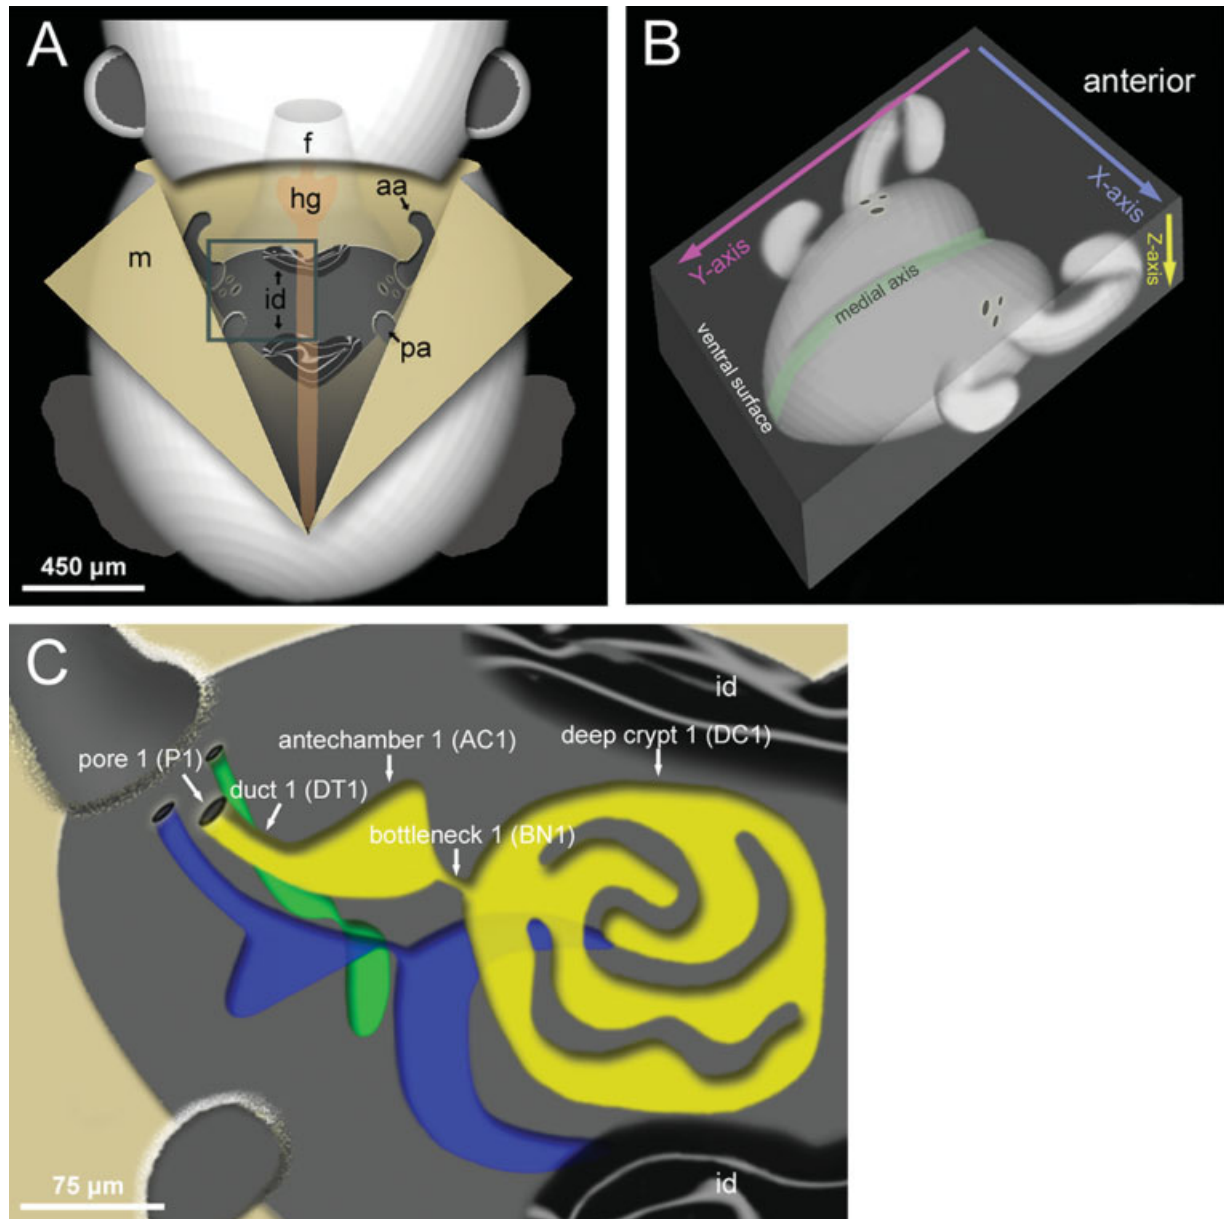 A
f
hg
aa
m
id
pa
450 µm
B
anterior
X-axis
Y-axis
Z-axis
medial axis
ventral surface
C
id
antechamber 1 (AC1)
deep crypt 1 (DC1)
pore 1 (P1)
duct 1 (DT1)
bottleneck 1 (BN1)
75 µm
id